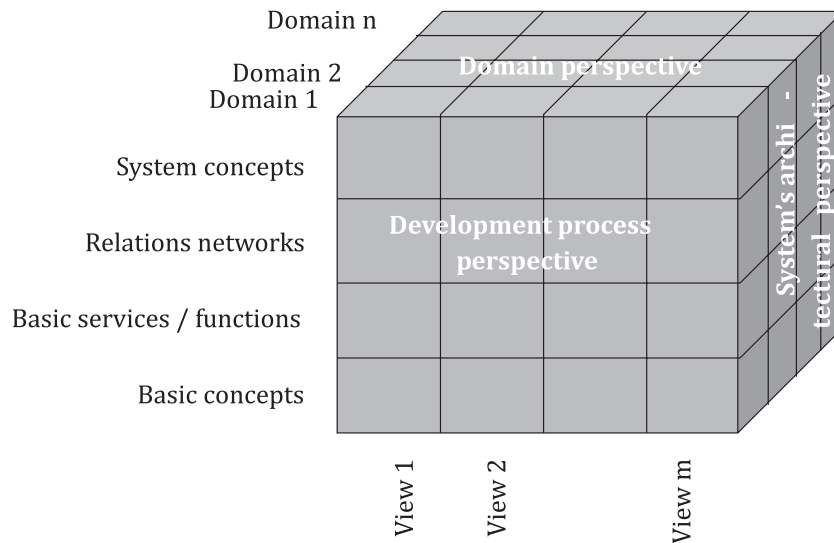 Domain n
Domain 2
Domain 1
Domain perspective
System concepts
Relations networks
Basic services / functions
Basic concepts
Development process
perspective
System's archi -
tectural perspective
View 1
View 2
View m